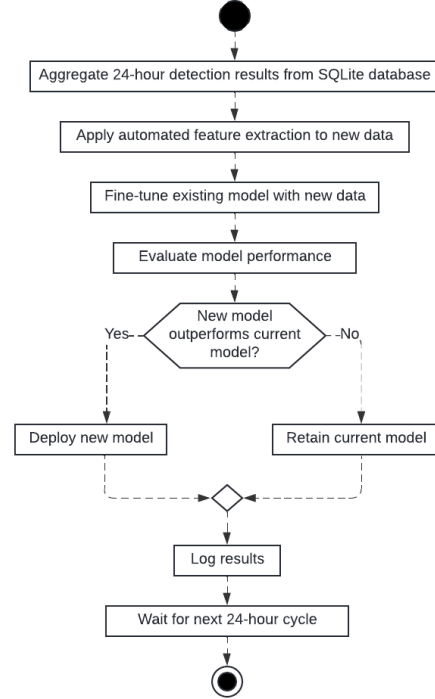 Aggregate 24-hour detection results from SQLite database
Apply automated feature extraction to new data
Fine-tune existing model with new data
Evaluate model performance
New model
outperforms current
model?
Yes
No
Deploy new model
Retain current model
Log results
Wait for next 24-hour cycle